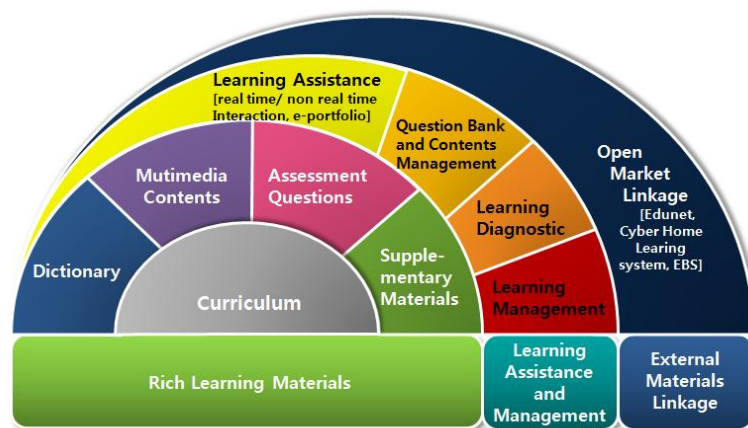 Learning Assistance
[real time/ non real time
Interaction, e-portfolio]
Question Bank
and Contents
Management
Open
Market
Linkage
[Edunet,
Cyber Home
Learing
system, EBS]
Mutimedia
Contents
Assessment
Questions
Learning
Diagnostic
Dictionary
Supple-
mentary
Materials
Learning
Management
Curriculum
Rich Learning Materials
Learning
Assistance
and
Management
External
Materials
Linkage